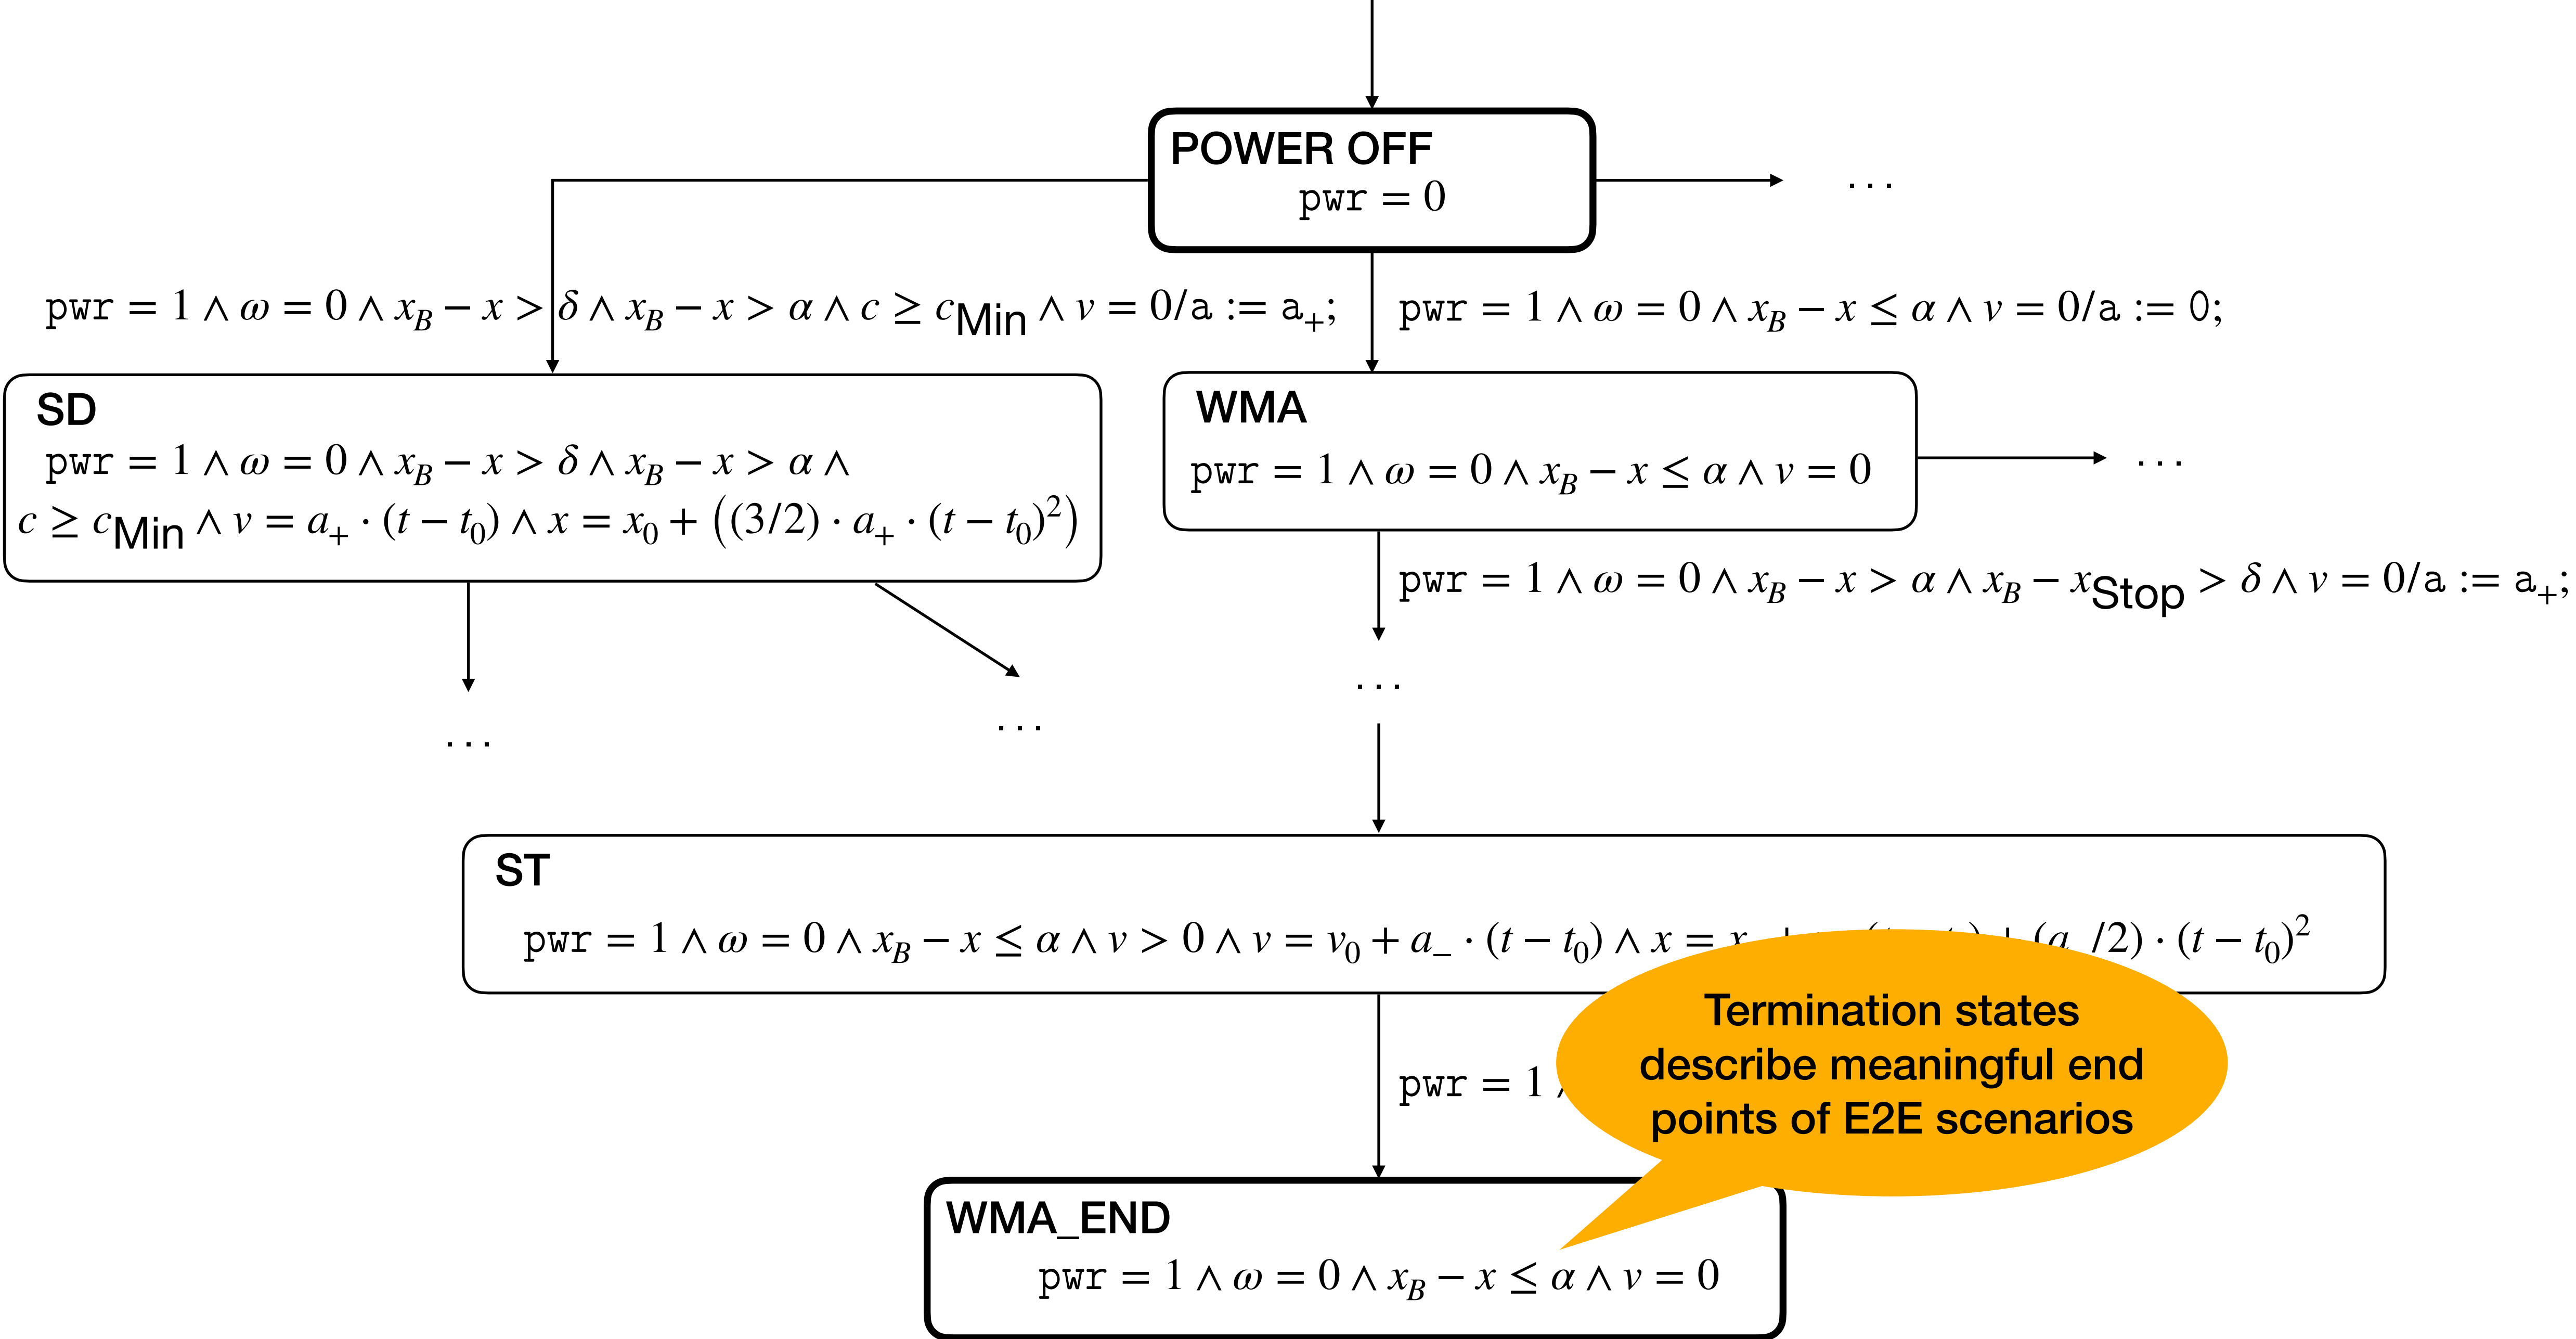 POWER OFF
pwr = 0
. . .
pwr = 1 ∧ ω = 0 ∧ x_B − x > δ ∧ x_B − x > α ∧ c ≥ c_Min ∧ v = 0/a := a_+;
pwr = 1 ∧ ω = 0 ∧ x_B − x ≤ α ∧ v = 0/a := 0;
SD
pwr = 1 ∧ ω = 0 ∧ x_B − x > δ ∧ x_B − x > α ∧
c ≥ c_Min ∧ v = a_+ · (t − t_0) ∧ x = x_0 + ((3/2) · a_+ · (t − t_0)^2)
WMA
pwr = 1 ∧ ω = 0 ∧ x_B − x ≤ α ∧ v = 0
. . .
pwr = 1 ∧ ω = 0 ∧ x_B − x > α ∧ x_B − x_Stop > δ ∧ v = 0/a := a_+;
. . .
. . .
. . .
ST
pwr = 1 ∧ ω = 0 ∧ x_B − x ≤ α ∧ v > 0 ∧ v = v_0 + a_− · (t − t_0) ∧ x = x /2) · (t − t_0)^2
pwr = 1 ∧
Termination states
describe meaningful end
points of E2E scenarios
WMA_END
pwr = 1 ∧ ω = 0 ∧ x_B − x ≤ α ∧ v = 0